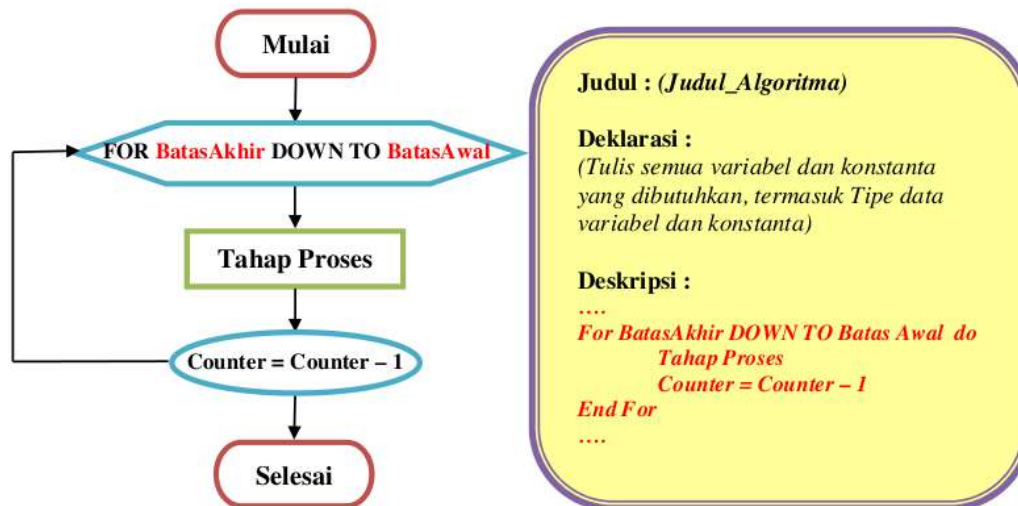 Mulai
FOR BatasAkhir DOWN TO BatasAwal
Tahap Proses
Counter = Counter – 1
Selesai
Judul : (Judul_Algoritma)
Deklarasi :
(Tulis semua variabel dan konstanta
yang dibutuhkan, termasuk Tipe data
variabel dan konstanta)
Deskripsi :
….
For BatasAkhir DOWN TO Batas Awal do
Tahap Proses
Counter = Counter – 1
End For
….